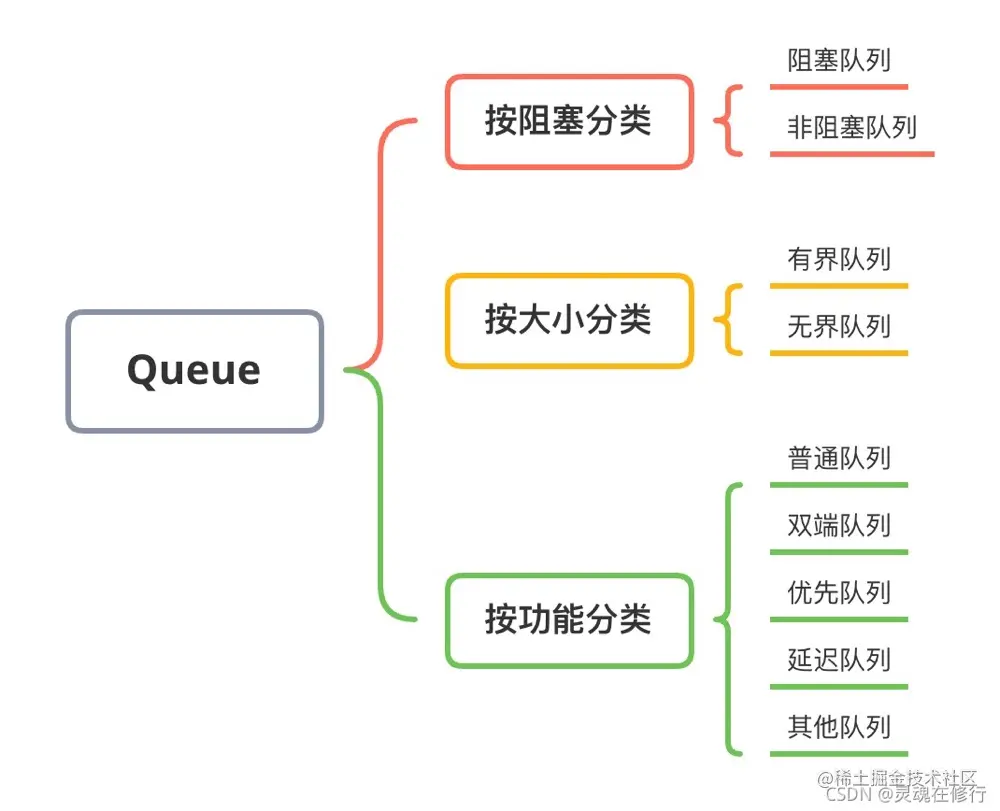 Queue
按阻塞分类
阻塞队列
非阻塞队列
按大小分类
有界队列
无界队列
按功能分类
普通队列
双端队列
优先队列
延迟队列
其他队列
@稀土掘金技术社区
CSDN @灵魂在修行